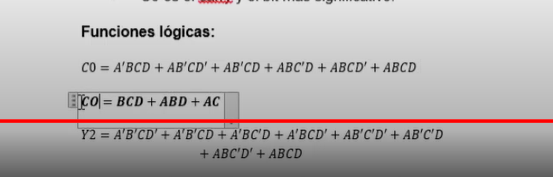 Funciones lógicas:
C0 = A'BCD + AB'CD' + AB'CD + ABC'D + ABCD' + ABCD
CO = BCD + ABD + AC
Y2 = A'B'CD' + A'B'CD + A'BC'D + A'BCD' + AB'C'D' + AB'C'D
+ ABC'D' + ABCD